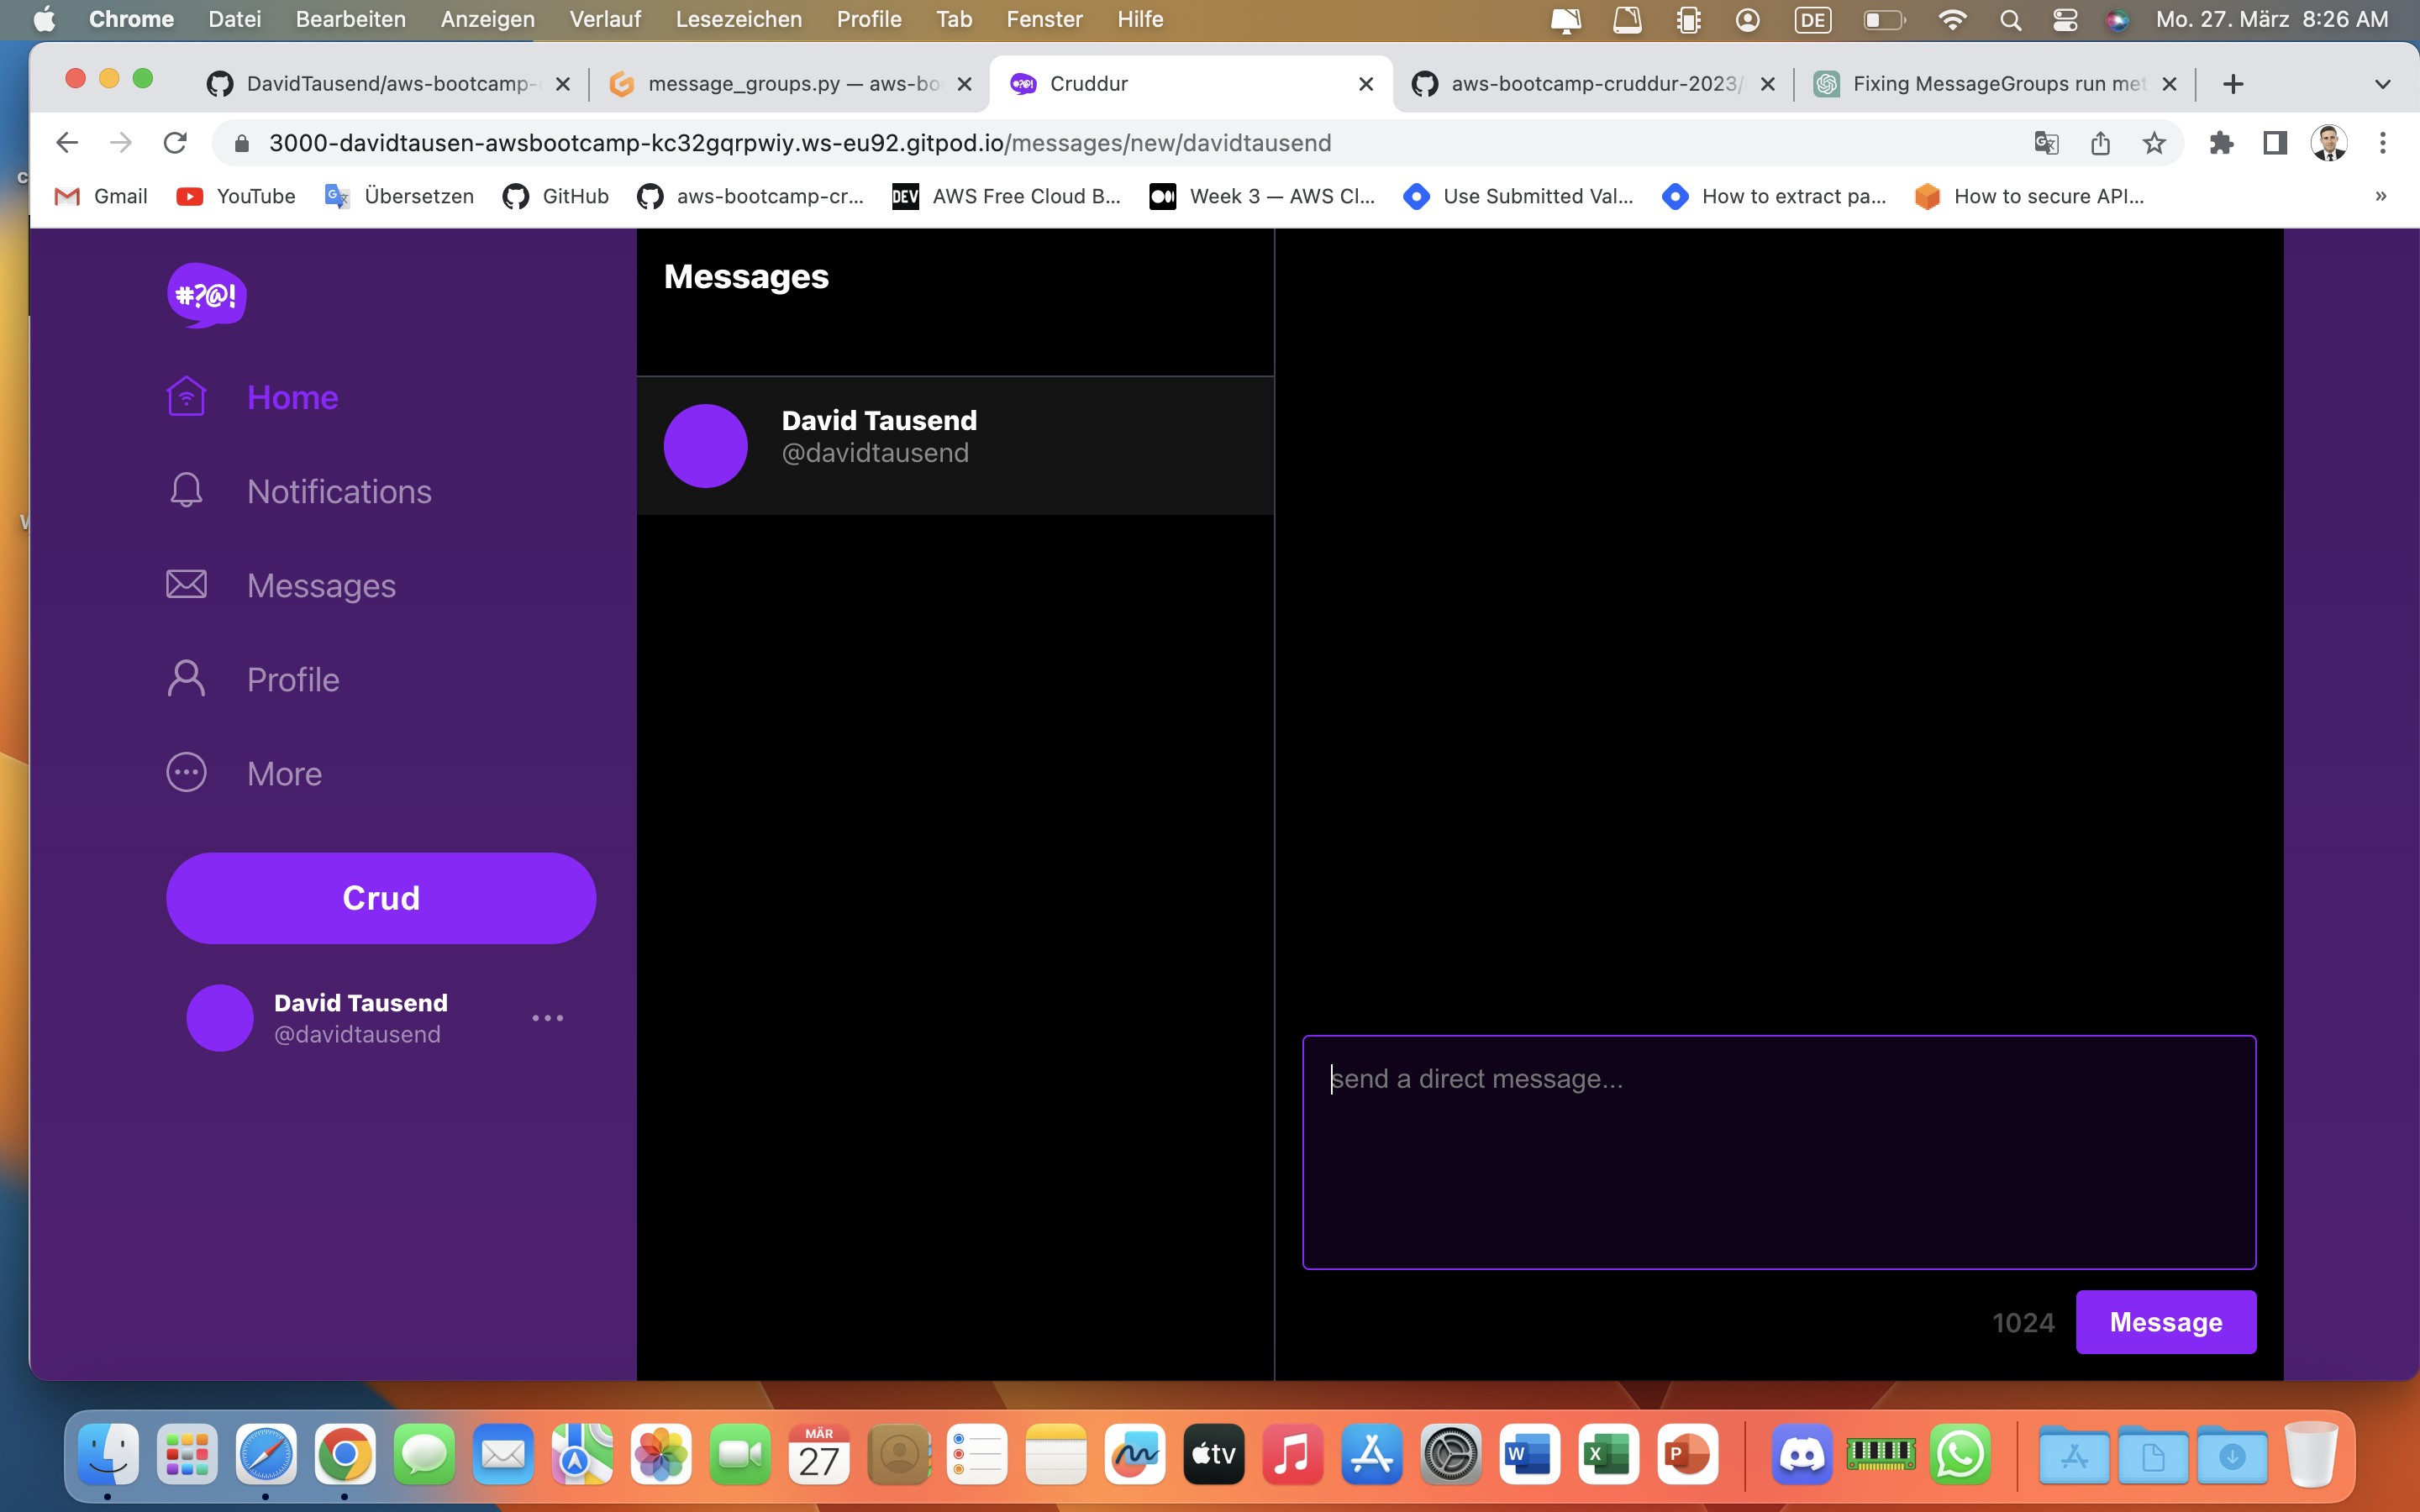 Chrome Datei Bearbeiten Anzeigen Verlauf Lesezeichen Profile Tab Fenster Hilfe DE Mo. 27. März 8:26 AM
DavidTausend/aws-bootcamp- message_groups.py — aws-bo Cruddur aws-bootcamp-cruddur-2023/ Fixing MessageGroups run met
3000-davidtausen-awsbootcamp-kc32gqrpwiy.ws-eu92.gitpod.io/messages/new/davidtausend
Gmail YouTube Übersetzen GitHub aws-bootcamp-cr... DEV AWS Free Cloud B... Week 3 — AWS Cl... Use Submitted Val... How to extract pa... How to secure API... »
#?@!
Home
Notifications
Messages
Profile
More
Crud
David Tausend
@davidtausend
Messages
David Tausend
@davidtausend
send a direct message...
1024 Message
MÄR
27
tv
W
X
P